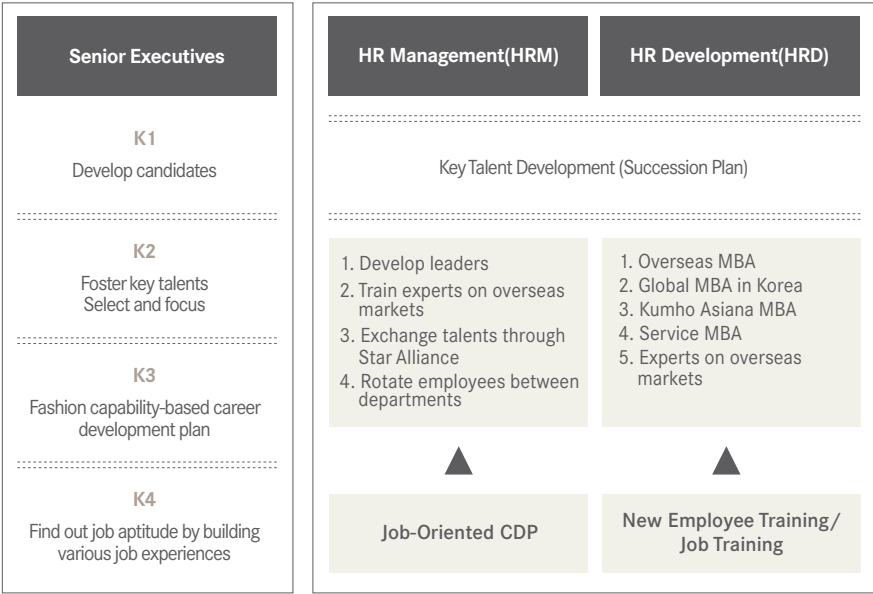 Senior Executives
K1
Develop candidates
K2
Foster key talents
Select and focus
K3
Fashion capability-based career
development plan
K4
Find out job aptitude by building
various job experiences
HR Management(HRM)
HR Development(HRD)
Key Talent Development (Succession Plan)
1. Develop leaders
2. Train experts on overseas
markets
3. Exchange talents through
Star Alliance
4. Rotate employees between
departments
1. Overseas MBA
2. Global MBA in Korea
3. Kumho Asiana MBA
4. Service MBA
5. Experts on overseas
markets
Job-Oriented CDP
New Employee Training/
Job Training